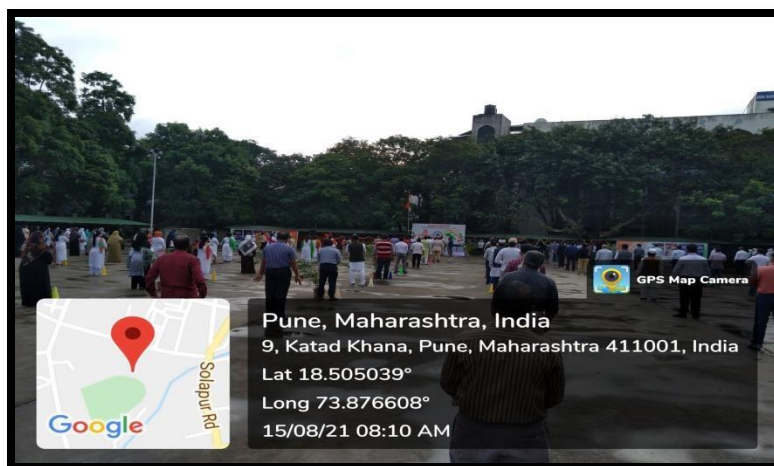 GPS Map Camera
Pune, Maharashtra, India
9, Katad Khana, Pune, Maharashtra 411001, India
Lat 18.505039°
Long 73.876608°
15/08/21 08:10 AM
Solapur Rd
Google